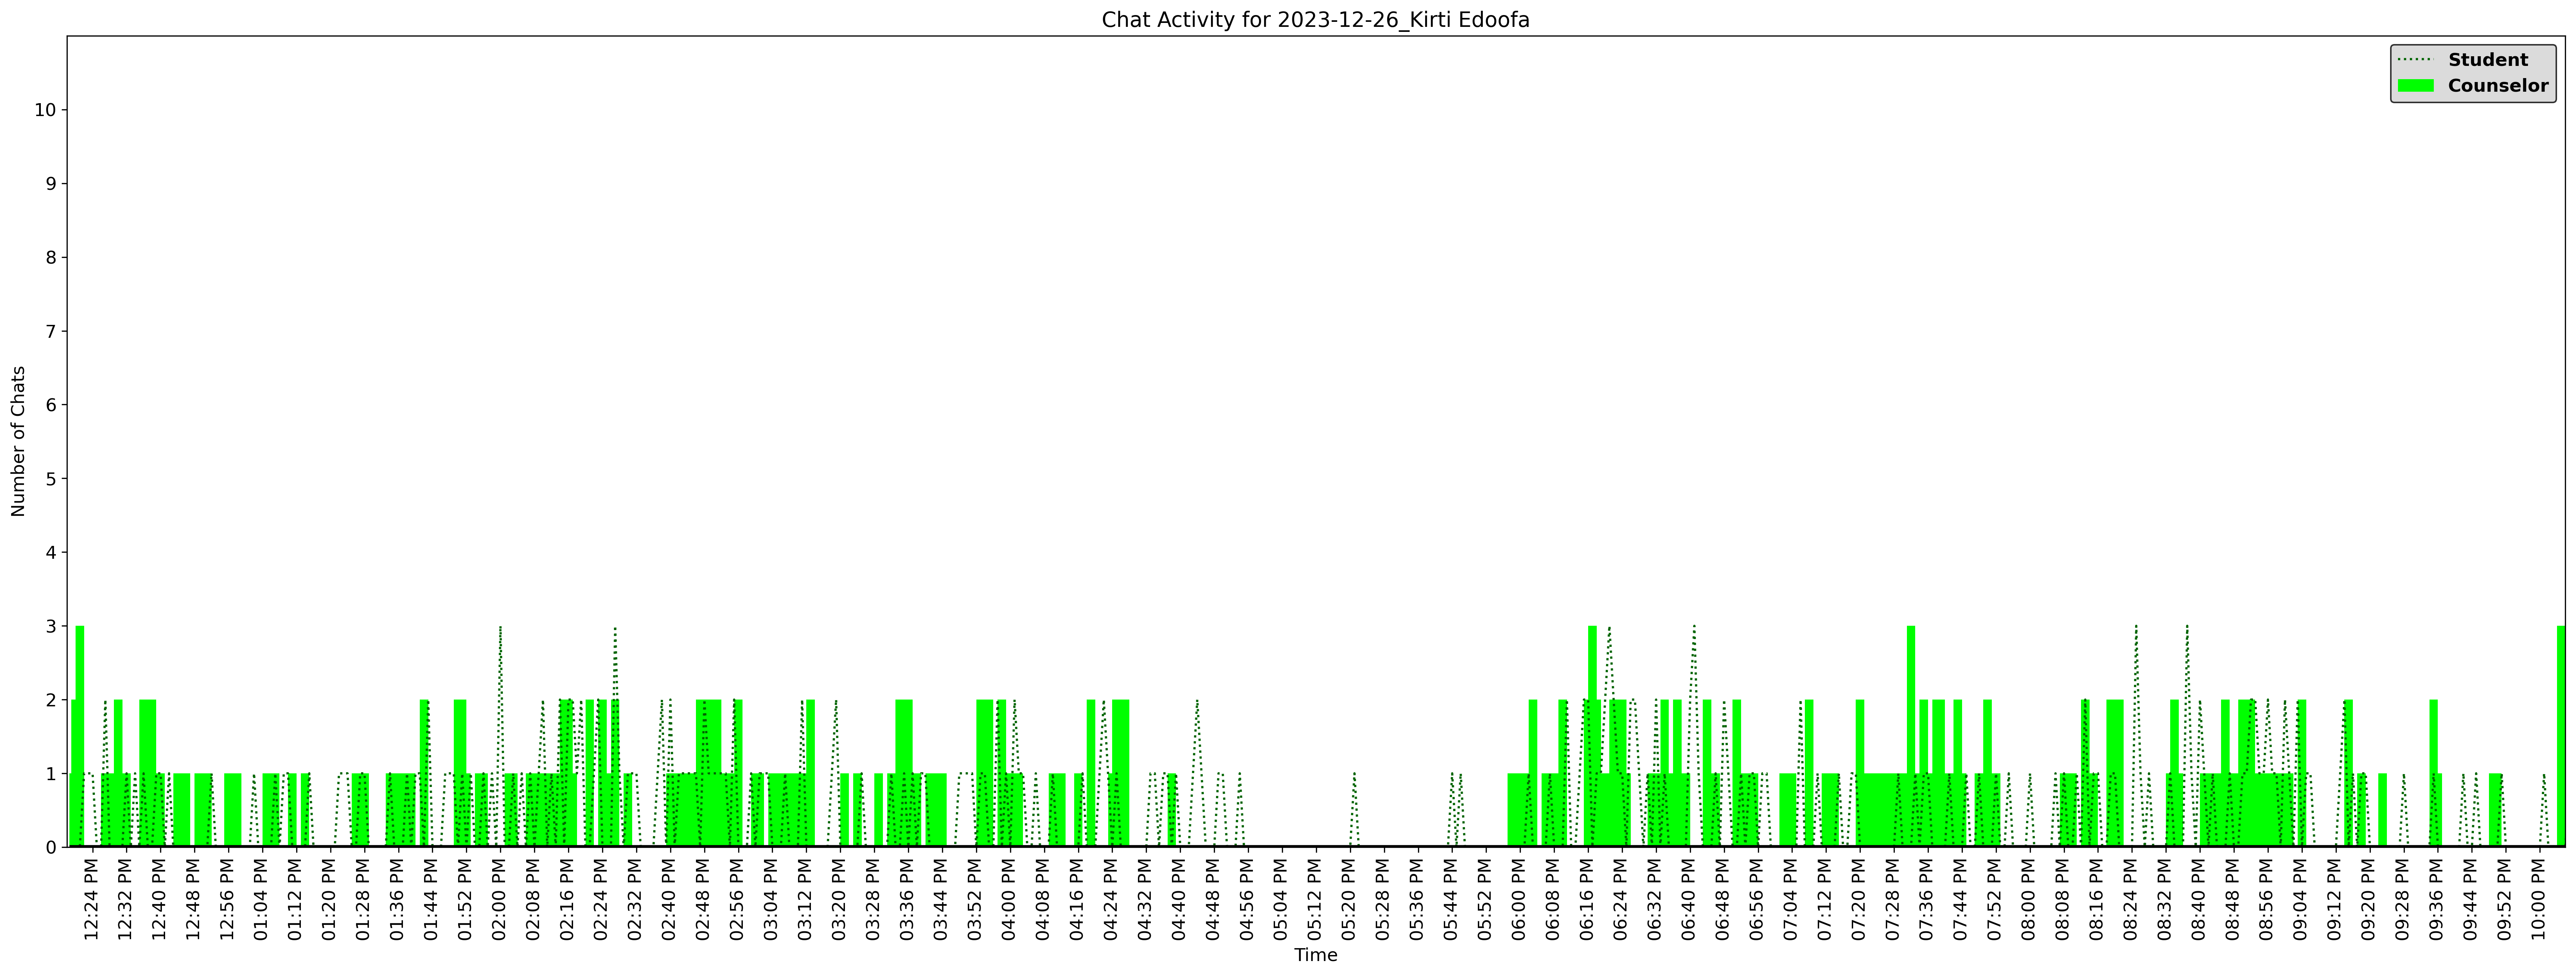 Chat Activity for 2023-12-26_Kirti Edoofa
Student
Counselor
Number of Chats
10
9
8
7
6
5
4
3
2
1
0
12:24 PM
12:32 PM
12:40 PM
12:48 PM
12:56 PM
01:04 PM
01:12 PM
01:20 PM
01:28 PM
01:36 PM
01:44 PM
01:52 PM
02:00 PM
02:08 PM
02:16 PM
02:24 PM
02:32 PM
02:40 PM
02:48 PM
02:56 PM
03:04 PM
03:12 PM
03:20 PM
03:28 PM
03:36 PM
03:44 PM
03:52 PM
04:00 PM
04:08 PM
04:16 PM
04:24 PM
04:32 PM
04:40 PM
04:48 PM
04:56 PM
05:04 PM
05:12 PM
05:20 PM
05:28 PM
05:36 PM
05:44 PM
05:52 PM
06:00 PM
06:08 PM
06:16 PM
06:24 PM
06:32 PM
06:40 PM
06:48 PM
06:56 PM
07:04 PM
07:12 PM
07:20 PM
07:28 PM
07:36 PM
07:44 PM
07:52 PM
08:00 PM
08:08 PM
08:16 PM
08:24 PM
08:32 PM
08:40 PM
08:48 PM
08:56 PM
09:04 PM
09:12 PM
09:20 PM
09:28 PM
09:36 PM
09:44 PM
09:52 PM
10:00 PM
Time